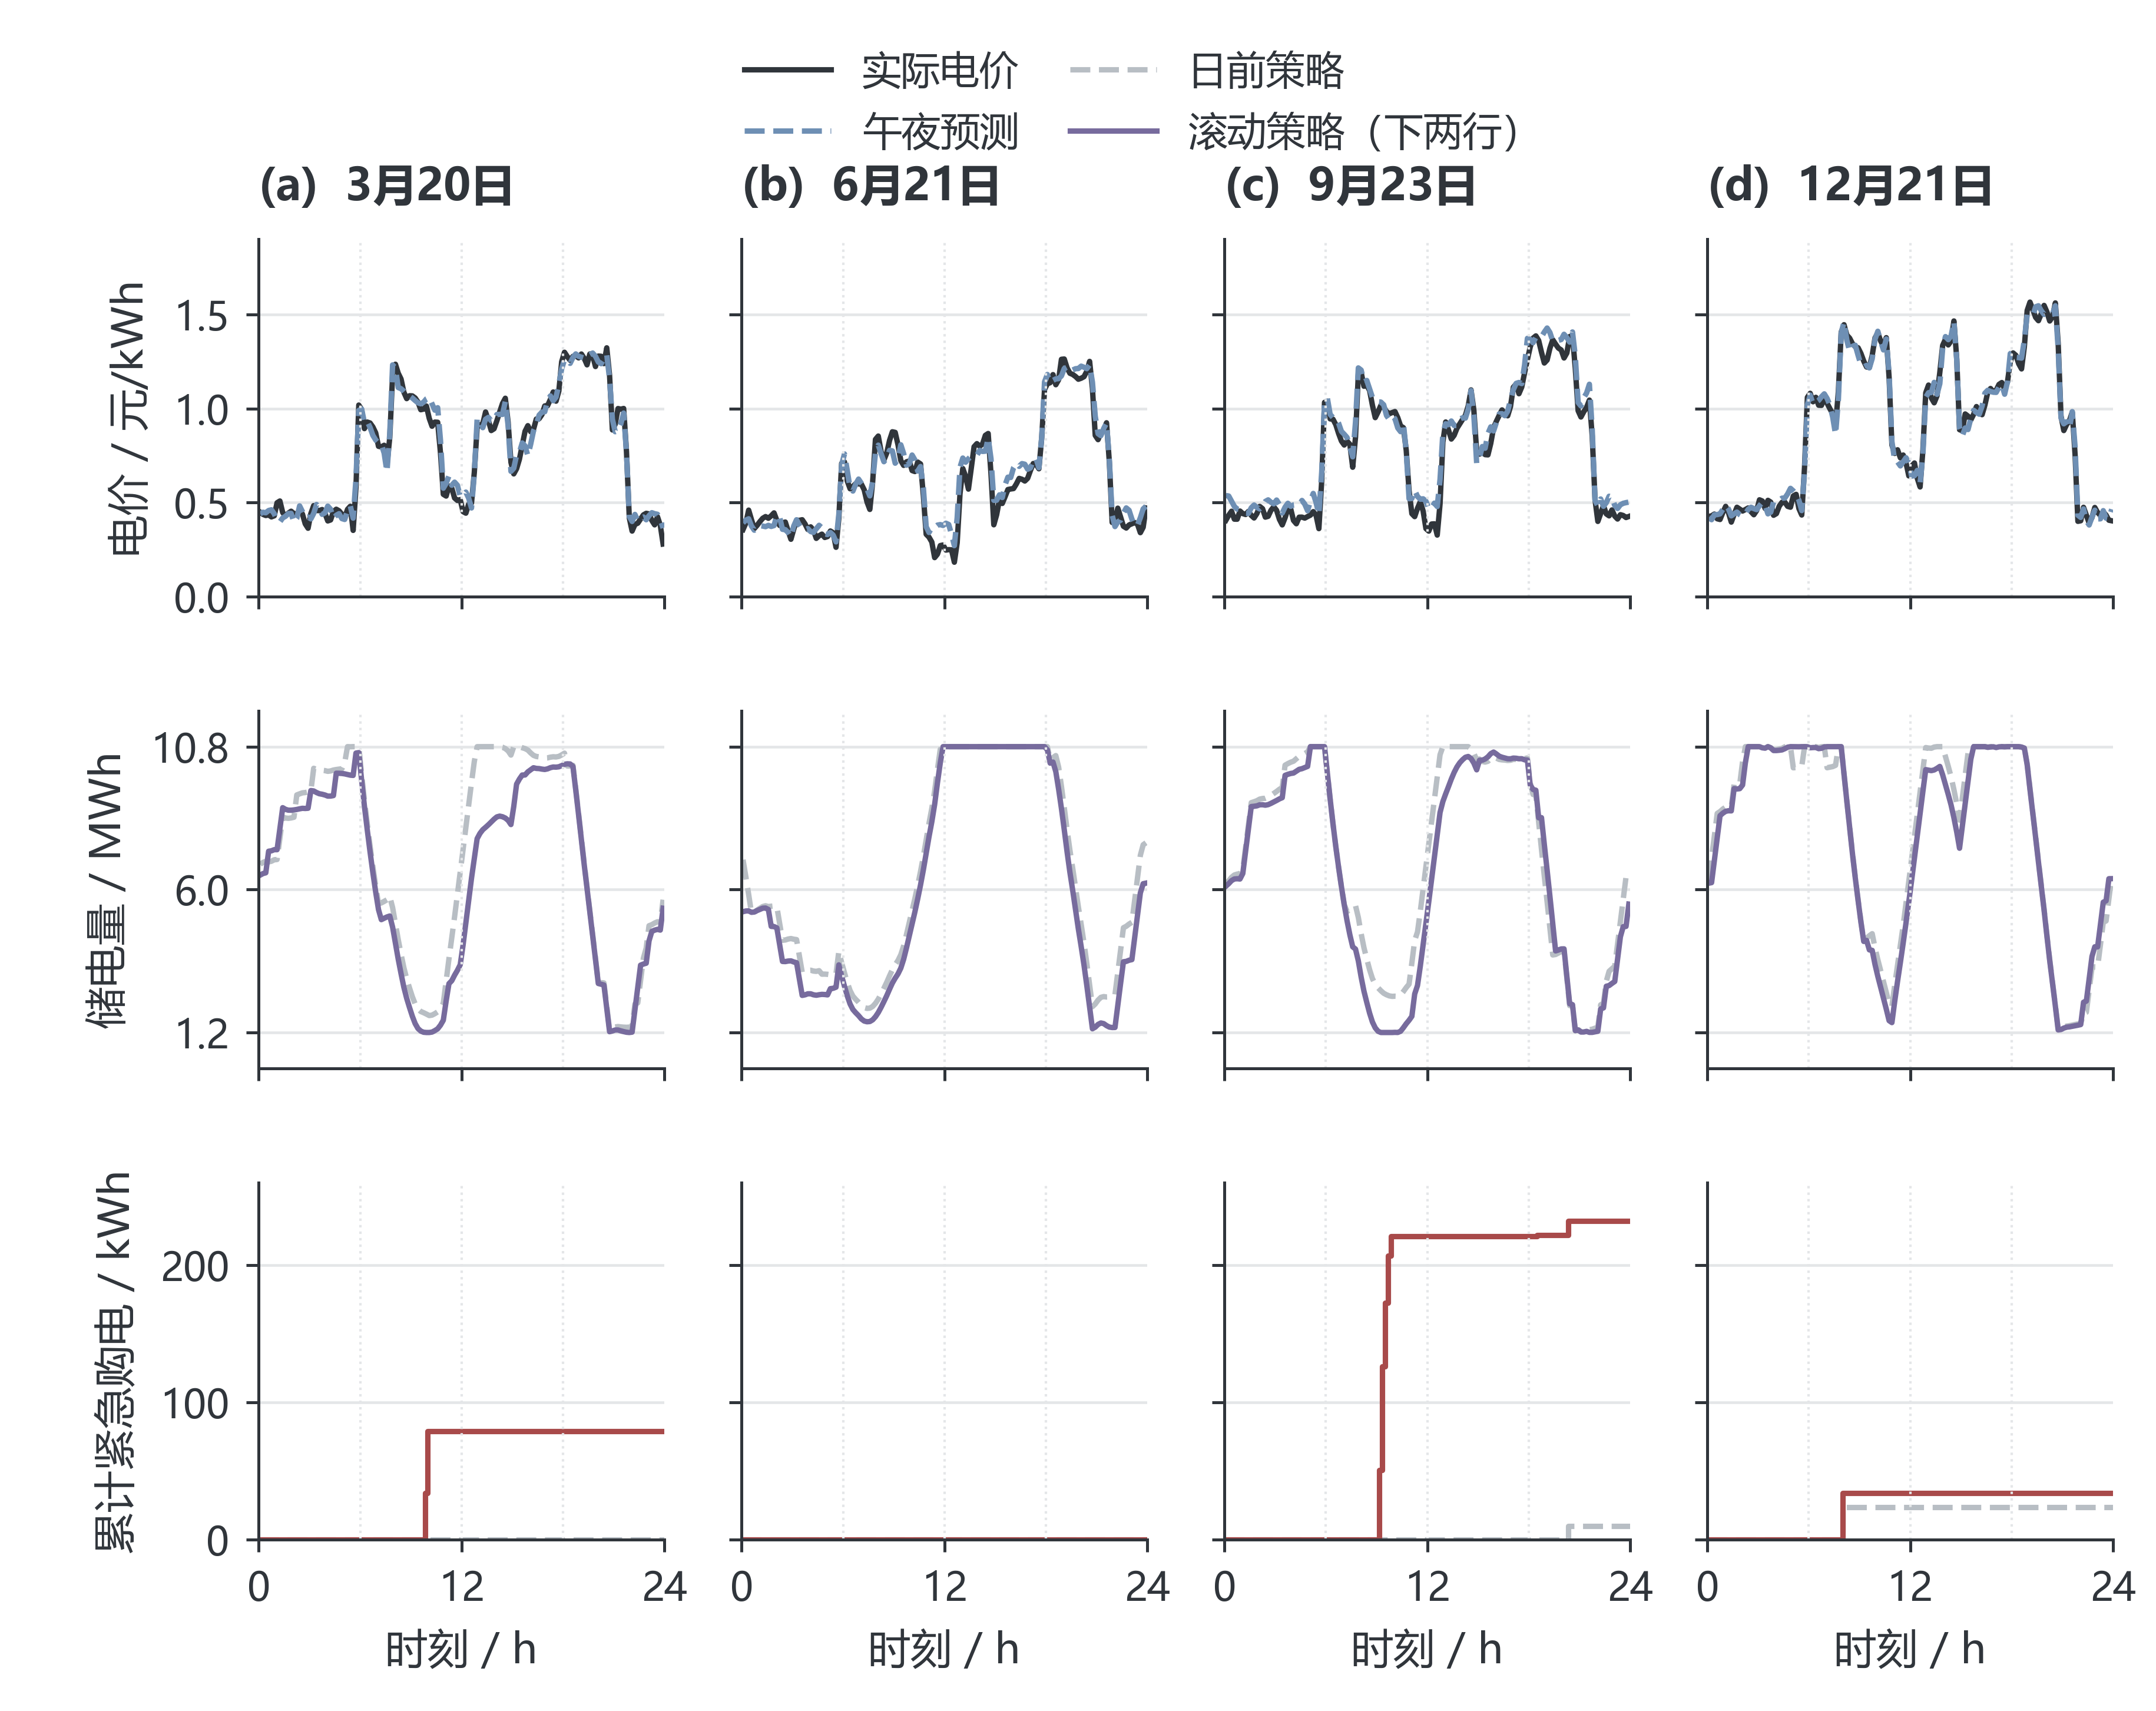 实际电价
日前策略
午夜预测
滚动策略（下两行）
(a) 3月20日
(b) 6月21日
(c) 9月23日
(d) 12月21日
电价 / 元/kWh
1.5
1.0
0.5
0.0
储电量 / MWh
10.8
6.0
1.2
累计紧急购电 / kWh
200
100
0
0
12
24
0
12
24
0
12
24
0
12
24
时刻 / h
时刻 / h
时刻 / h
时刻 / h